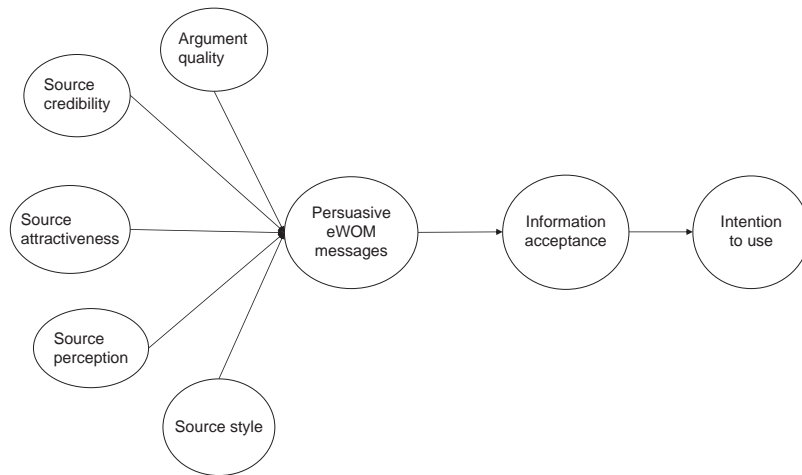 Argument
quality
Source
credibility
Source
attractiveness
Persuasive
eWOM
messages
Information
acceptance
Intention
to use
Source
perception
Source style